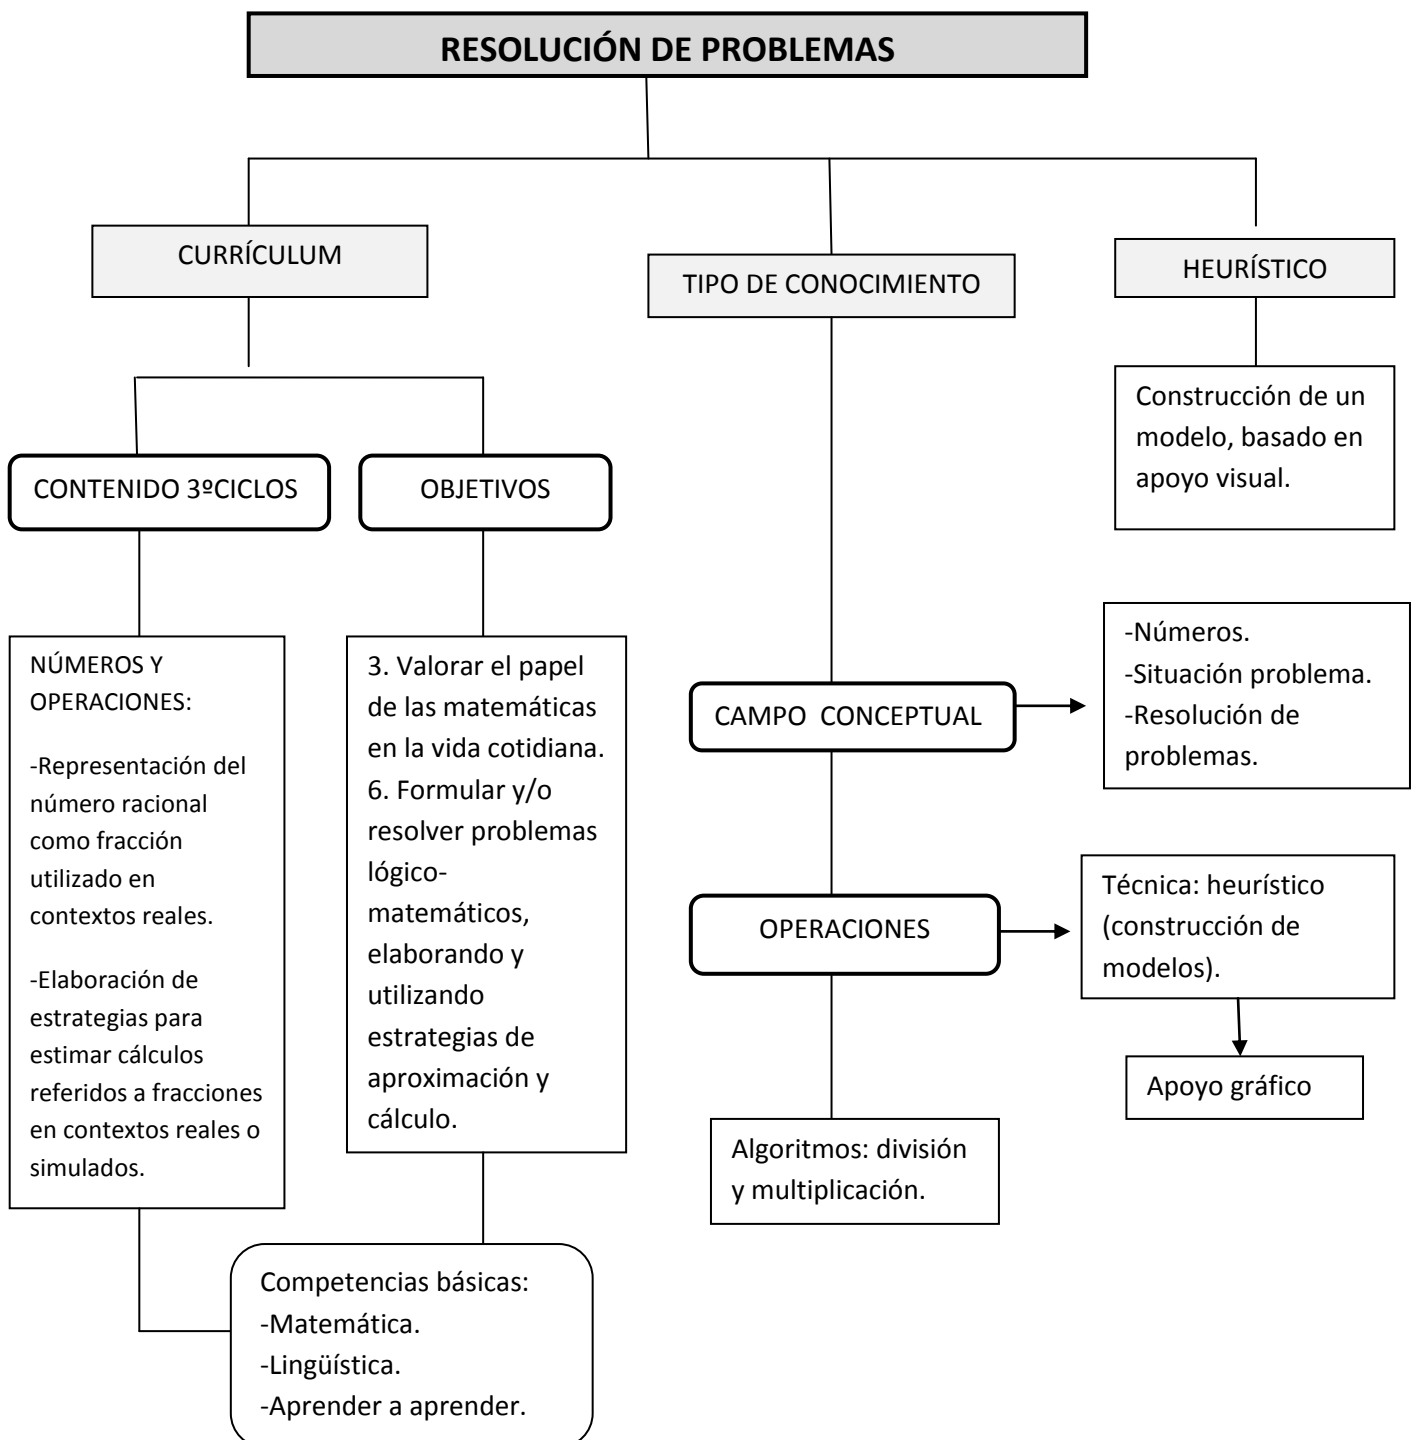 RESOLUCIÓN DE PROBLEMAS
CURRÍCULUM
TIPO DE CONOCIMIENTO
HEURÍSTICO
Construcción de un
modelo, basado en
apoyo visual.
CONTENIDO 3ºCICLOS
OBJETIVOS
NÚMEROS Y
OPERACIONES:
-Representación del
número racional
como fracción
utilizado en
contextos reales.
-Elaboración de
estrategias para
estimar cálculos
referidos a fracciones
en contextos reales o
simulados.
3. Valorar el papel
de las matemáticas
en la vida cotidiana.
6. Formular y/o
resolver problemas
lógico-
matemáticos,
elaborando y
utilizando
estrategias de
aproximación y
cálculo.
CAMPO CONCEPTUAL
-Números.
-Situación problema.
-Resolución de
problemas.
OPERACIONES
Técnica: heurístico
(construcción de
modelos).
Apoyo gráfico
Algoritmos: división
y multiplicación.
Competencias básicas:
-Matemática.
-Lingüística.
-Aprender a aprender.